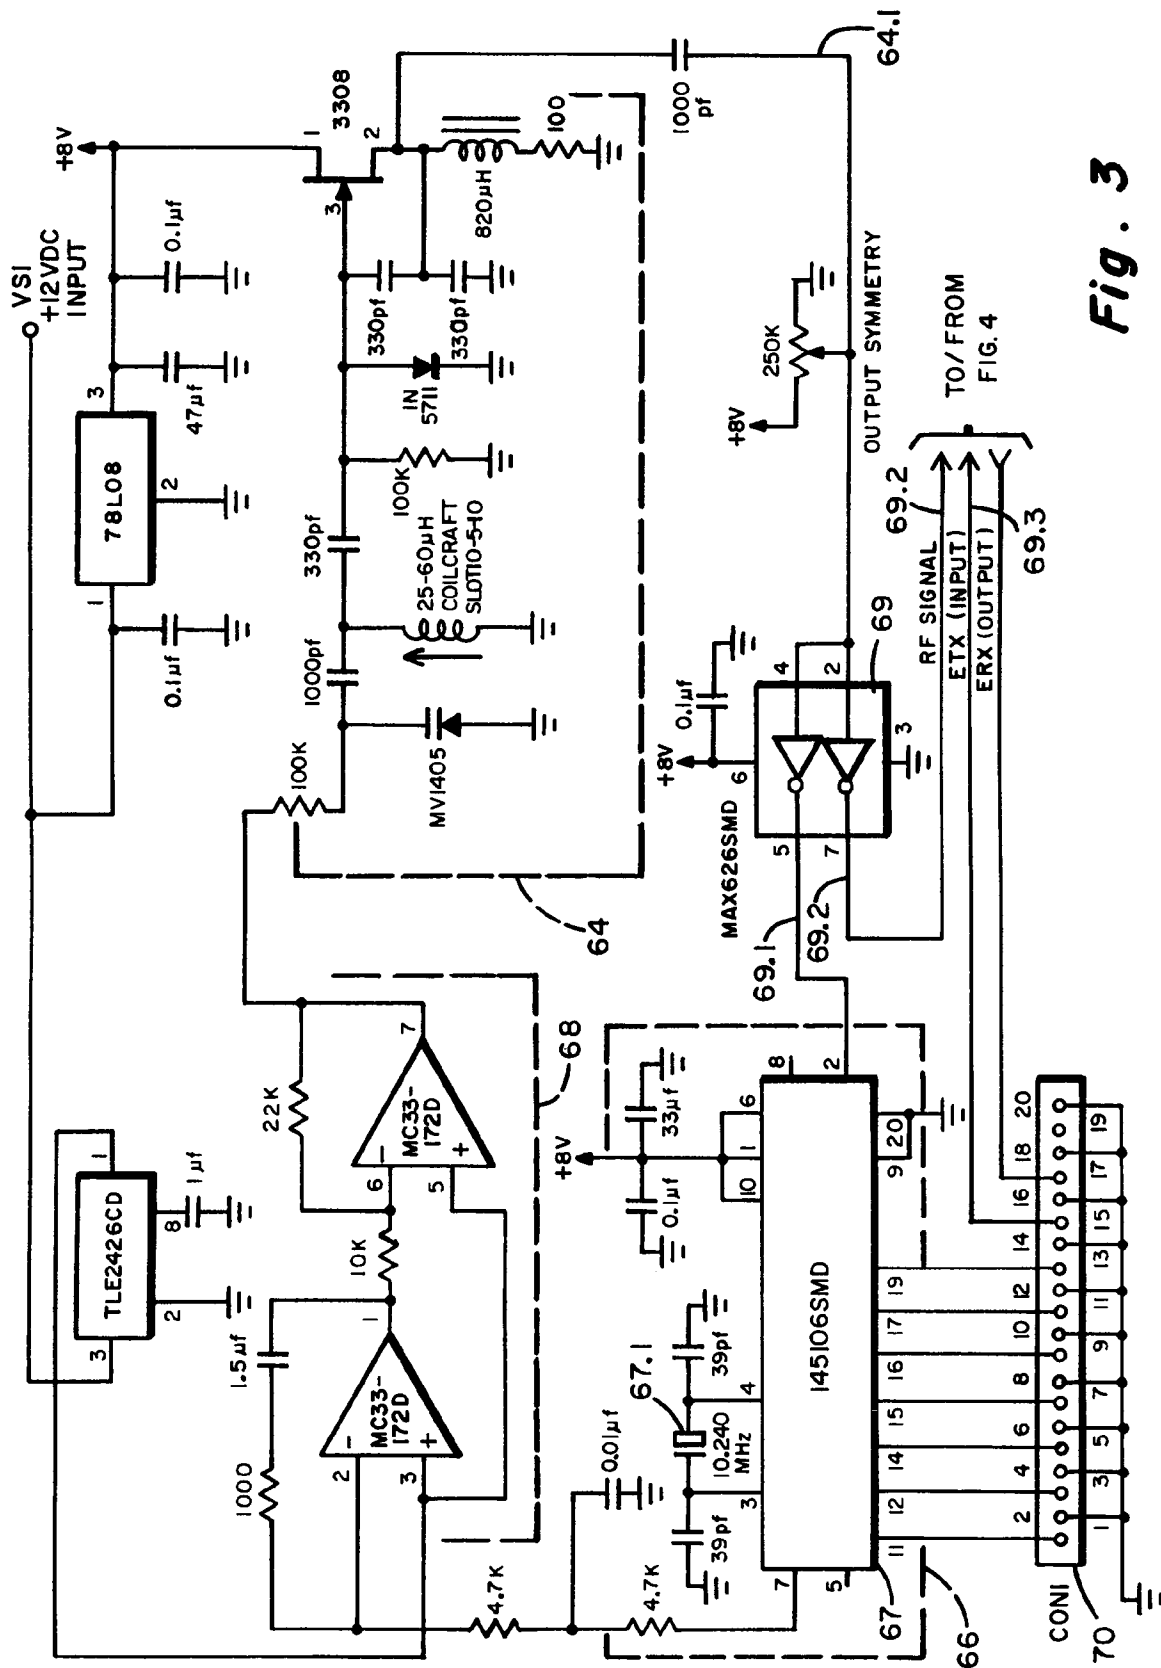 VSI
+12VDC
INPUT
+8V
78L08
1
2
3
0.1µf
47µf
0.1µf
TLE2426CD
3
1
2
8
1µf
1.5µf
1000
22K
10K
MC33-
172D
-
+
2
3
1
MC33-
172D
-
+
6
5
7
68
4.7K
4.7K
0.01µf
100K
MV1405
1000pf
25-60µH
COILCRAFT
SLOT10-5-10
330pf
100K
IN
5711
330pf
330pf
3308
1
2
3
820µH
100
64
1000
pf
64.1
+8V
250K
OUTPUT SYMMETRY
+8V
0.1µf
MAX626SMD
6
4
2
5
7
3
69
69.1
69.2
RF SIGNAL
69.2
ETX (INPUT)
ERX (OUTPUT)
69.3
TO/FROM
FIG. 4
+8V
0.1µf
33µf
39pf
39pf
67.1
10.240
MHz
145106SMD
3
4
10
1
6
8
2
7
5
11
12
14
15
16
17
19
9
20
67
66
CON1
70
2
4
6
8
10
12
14
16
18
20
1
3
5
7
9
11
13
15
17
19
Fig. 3